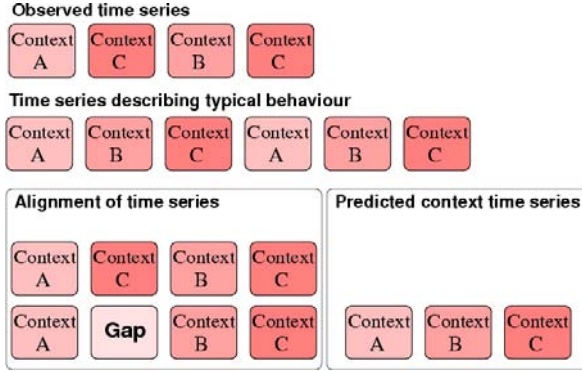 Observed time series
Context Context Context Context
A C B C
Time series describing typical behaviour
Context Context Context Context Context Context
A B C A B C
Alignment of time series
Context Context Context Context
A C B C
Context Gap Context Context
A B C
Predicted context time series
Context Context Context
A B C